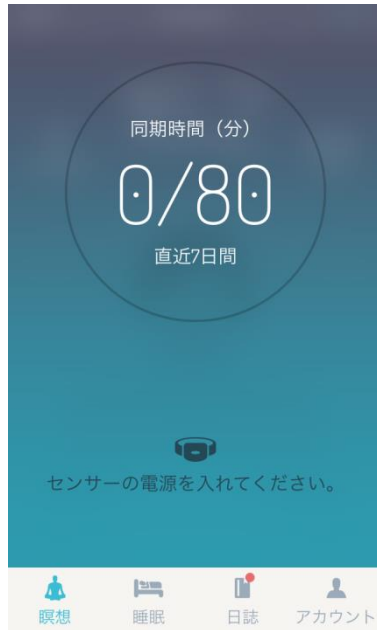 同期時間（分）
0/80
直近7日間
センサーの電源を入れてください。
瞑想
睡眠
日誌
アカウント